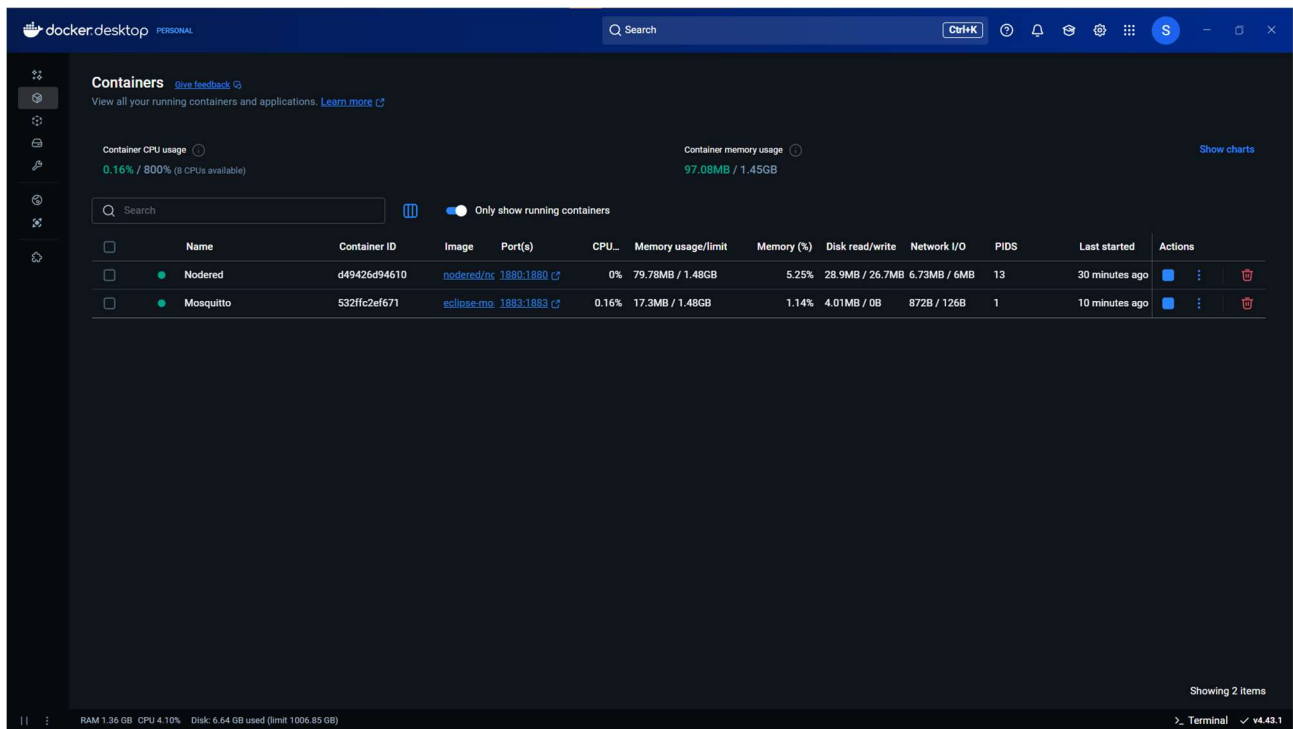 docker.desktop PERSONAL Search Ctrl+K S
Containers Give feedback
View all your running containers and applications. Learn more
Container CPU usage
0.16% / 800% (8 CPUs available)
Container memory usage
97.08MB / 1.45GB
Show charts
Search Only show running containers
Name Container ID Image Port(s) CPU... Memory usage/limit Memory (%) Disk read/write Network I/O PIDS Last started Actions
Nodered d49426d94610 nodered/nc 1880:1880 0% 79.78MB / 1.48GB 5.25% 28.9MB / 26.7MB 6.73MB / 6MB 13 30 minutes ago
Mosquitto 532ffc2ef671 eclipse-mo 1883:1883 0.16% 17.3MB / 1.48GB 1.14% 4.01MB / 0B 872B / 126B 1 10 minutes ago
Showing 2 items
RAM 1.36 GB CPU 4.10% Disk: 6.64 GB used (limit 1006.85 GB) Terminal v4.43.1